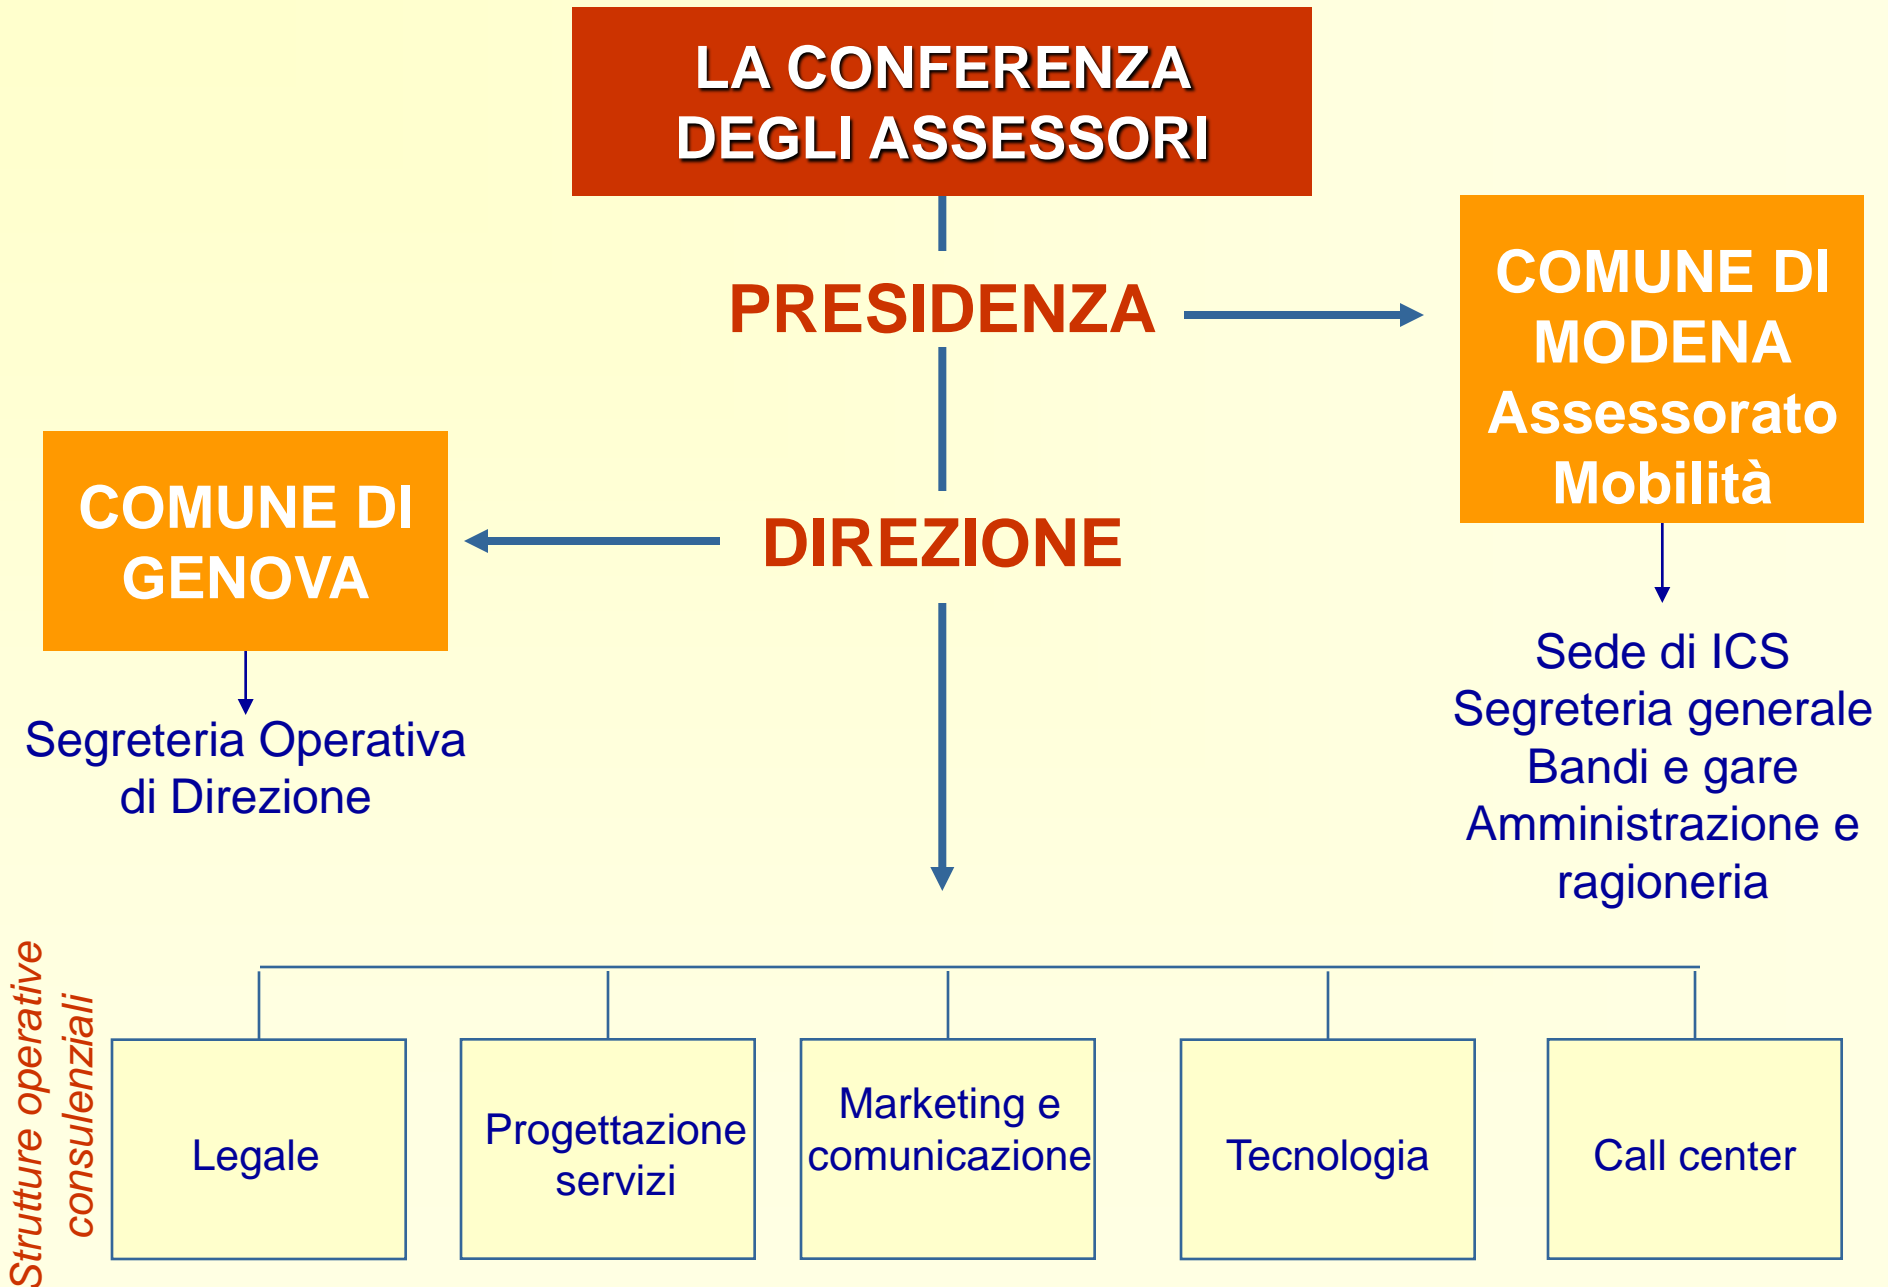 LA CONFERENZA
DEGLI ASSESSORI
PRESIDENZA
COMUNE DI
MODENA
Assessorato
Mobilità
COMUNE DI
GENOVA
DIREZIONE
Sede di ICS
Segreteria generale
Bandi e gare
Amministrazione e
ragioneria
Segreteria Operativa
di Direzione
Strutture operative
consulenziali
Legale
Progettazione
servizi
Marketing e
comunicazione
Tecnologia
Call center